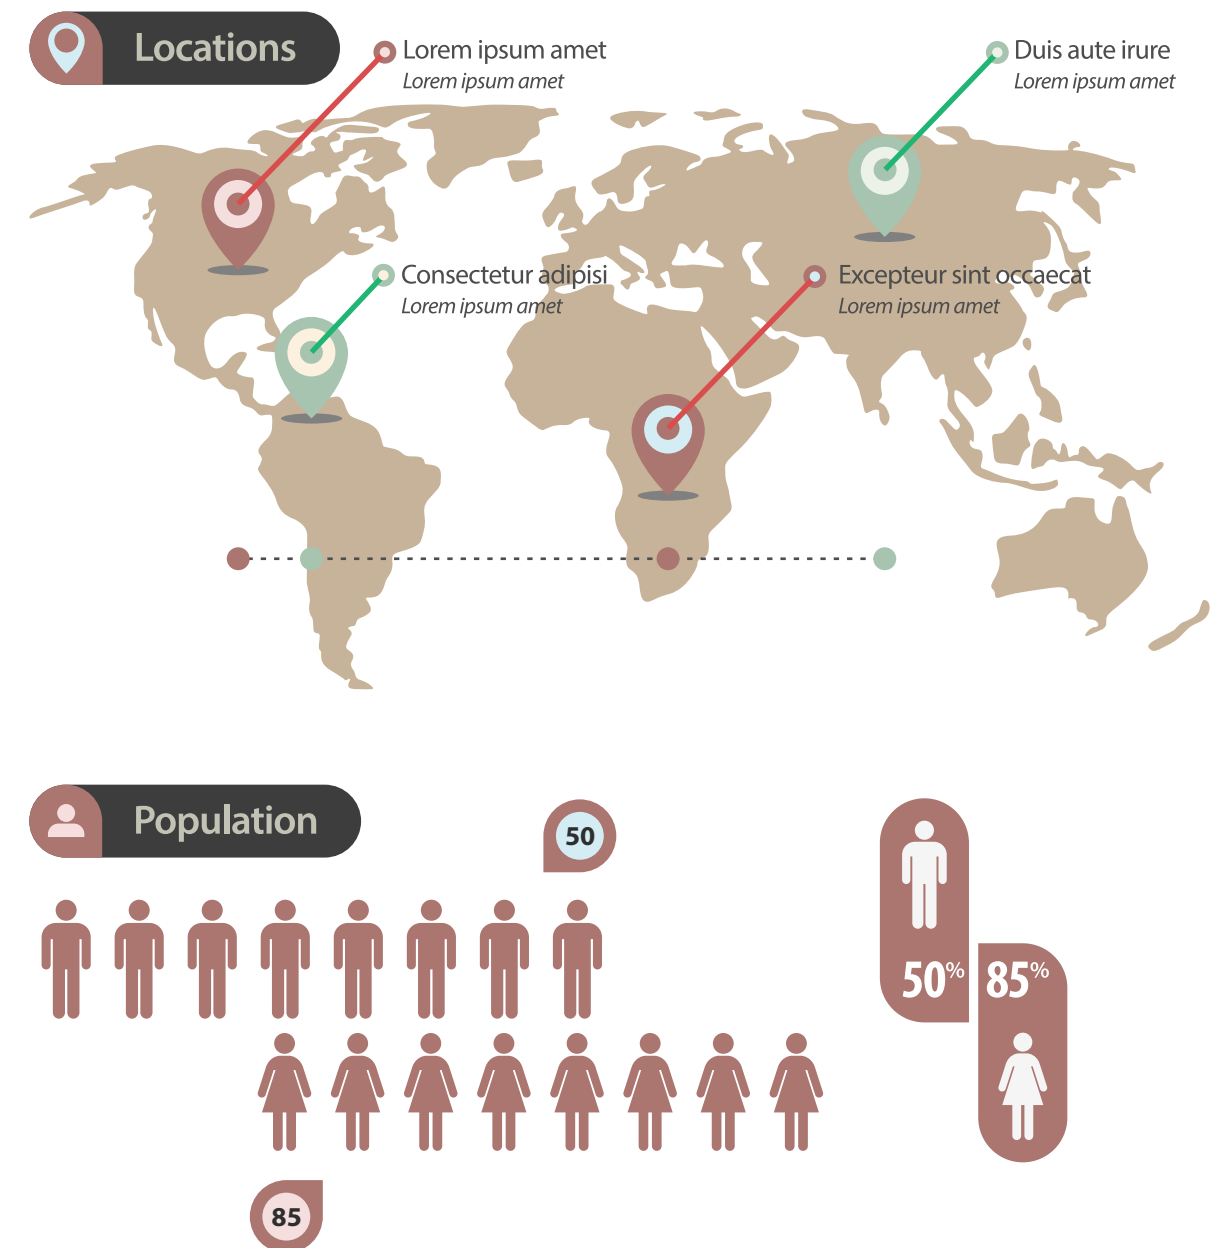 Locations
Lorem ipsum amet
Lorem ipsum amet
Duis aute irure
Lorem ipsum amet
Consectetur adipisi
Lorem ipsum amet
Excepteur sint occaecat
Lorem ipsum amet
Population
50
50%
85%
85